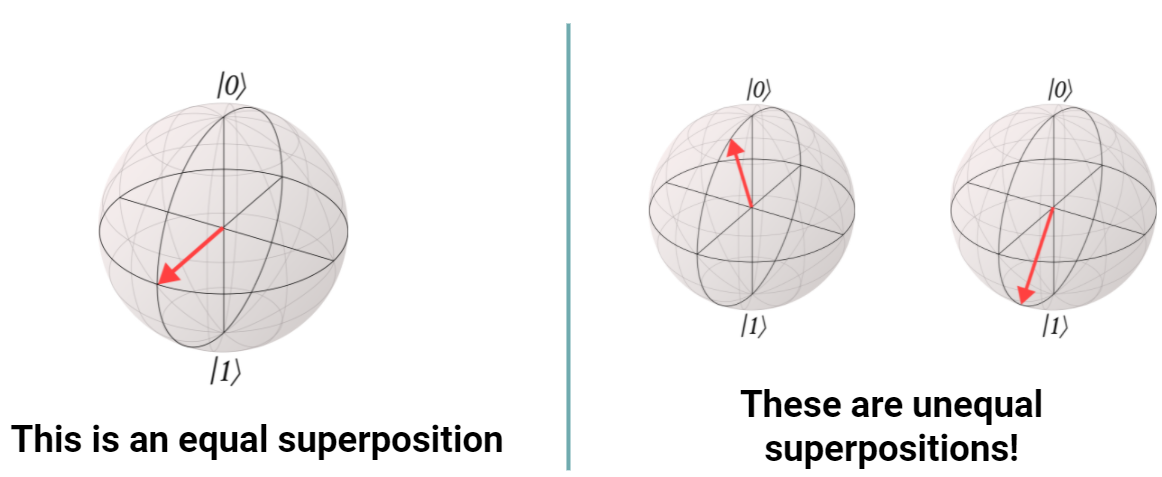 |0⟩
|1⟩
This is an equal superposition
|0⟩
|0⟩
|1⟩
|1⟩
These are unequal
superpositions!